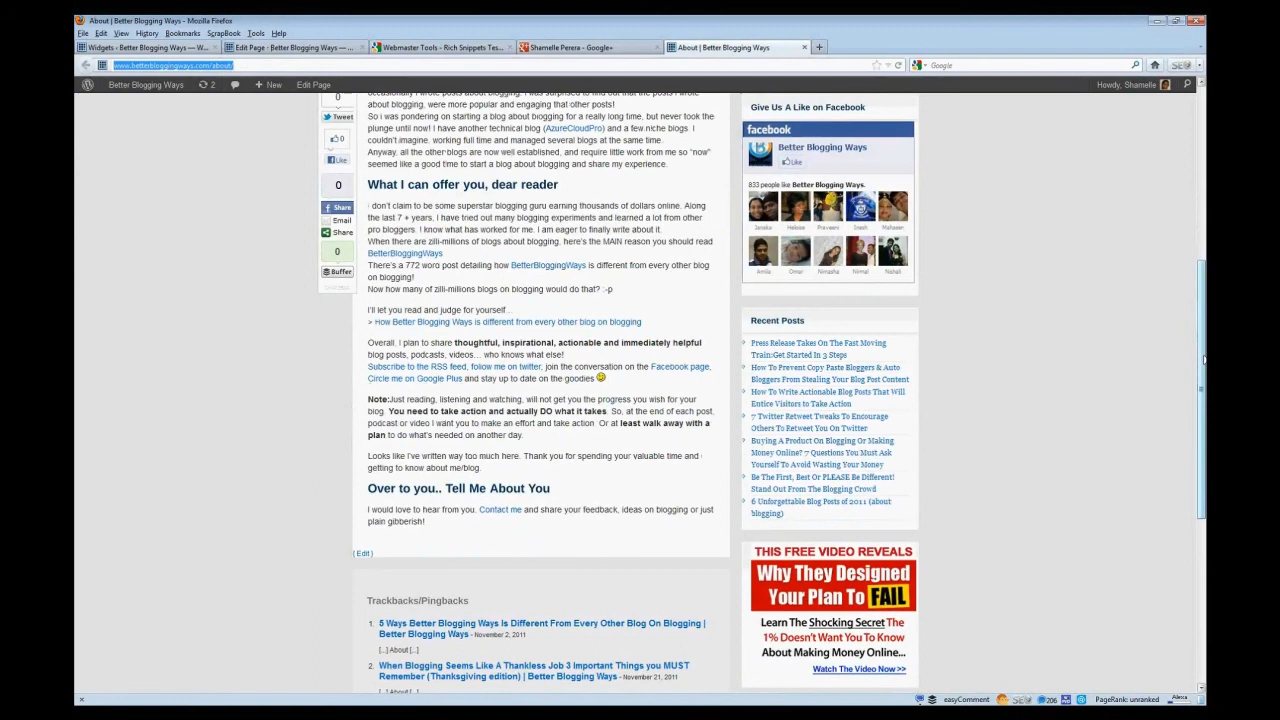 About | Better Blogging Ways - Mozilla Firefox
File Edit View History Bookmarks ScrapBook Tools Help
Widgets - Better Blogging Ways — W...
Edit Page - Better Blogging Ways — ...
Webmaster Tools - Rich Snippets Tes...
Shamelle Perera - Google+
About | Better Blogging Ways
www.betterbloggingways.com/about/
Google
Better Blogging Ways 2 New Edit Page
Howdy, Shamelle
0
Tweet
0
Like
0
Share
Email
Share
0
Buffer
occasionally I wrote posts about blogging. I was surprised to find out that the posts I wrote
about blogging, were more popular and engaging that other posts!
So i was pondering on starting a blog about blogging for a really long time, but never took the
plunge until now! I have another technical blog (AzureCloudPro) and a few niche blogs. I
couldn't imagine, working full time and managed several blogs at the same time.
Anyway, all the other blogs are now well established, and require little work from me so "now"
seemed like a good time to start a blog about blogging and share my experience.
What I can offer you, dear reader
I don't claim to be some superstar blogging guru earning thousands of dollars online. Along
the last 7 + years, I have tried out many blogging experiments and learned a lot from other
pro bloggers. I know what has worked for me. I am eager to finally write about it.
When there are zilli-millions of blogs about blogging, here's the MAIN reason you should read
BetterBloggingWays
There's a 772 word post detailing how BetterBloggingWays is different from every other blog
on blogging!
Now how many of zilli-millions blogs on blogging would do that? :-p
I'll let you read and judge for yourself...
> How Better Blogging Ways is different from every other blog on blogging
Overall, I plan to share thoughtful, inspirational, actionable and immediately helpful
blog posts, podcasts, videos… who knows what else!
Subscribe to the RSS feed, follow me on twitter, join the conversation on the Facebook page,
Circle me on Google Plus and stay up to date on the goodies
Note:Just reading, listening and watching, will not get you the progress you wish for your
blog. You need to take action and actually DO what it takes. So, at the end of each post,
podcast or video I want you to make an effort and take action. Or at least walk away with a
plan to do what's needed on another day.
Looks like I've written way too much here. Thank you for spending your valuable time and
getting to know about me/blog.
Over to you.. Tell Me About You
I would love to hear from you. Contact me and share your feedback, ideas on blogging or just
plain gibberish!
{ Edit }
Trackbacks/Pingbacks
1. 5 Ways Better Blogging Ways Is Different From Every Other Blog On Blogging |
Better Blogging Ways - November 2, 2011
[...] About [...]
2. When Blogging Seems Like A Thankless Job 3 Important Things you MUST
Remember (Thanksgiving edition) | Better Blogging Ways - November 21, 2011
[...] About [...]
Give Us A Like on Facebook
facebook
Better Blogging Ways
Like
833 people like Better Blogging Ways.
Janaka Heloise Praveeni Inesh Mahazeer
Amila Omar Nimasha Nirmal Nishali
Recent Posts
Press Release Takes On The Fast Moving
Train:Get Started In 3 Steps
How To Prevent Copy Paste Bloggers & Auto
Bloggers From Stealing Your Blog Post Content
How To Write Actionable Blog Posts That Will
Entice Visitors to Take Action
7 Twitter Retweet Tweaks To Encourage
Others To Retweet You On Twitter
Buying A Product On Blogging Or Making
Money Online? 7 Questions You Must Ask
Yourself To Avoid Wasting Your Money
Be The First, Best Or PLEASE Be Different!
Stand Out From The Blogging Crowd
6 Unforgettable Blog Posts of 2011 (about
blogging)
THIS FREE VIDEO REVEALS
Why They Designed
Your Plan To FAIL
Learn The Shocking Secret The
1% Doesn't Want You To Know
About Making Money Online...
Watch The Video Now >>
easyComment 206 PageRank: unranked Alexa